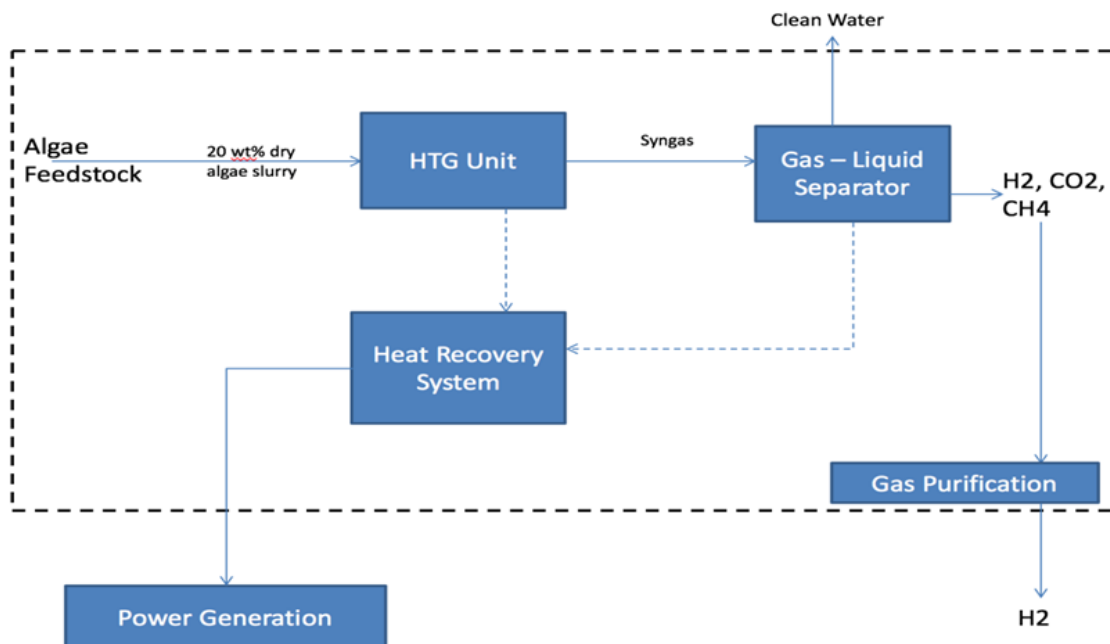 Clean Water
Algae
Feedstock
20 wt% dry
algae slurry
HTG Unit
Syngas
Gas – Liquid
Separator
H2, CO2,
CH4
Heat Recovery
System
Gas Purification
Power Generation
H2